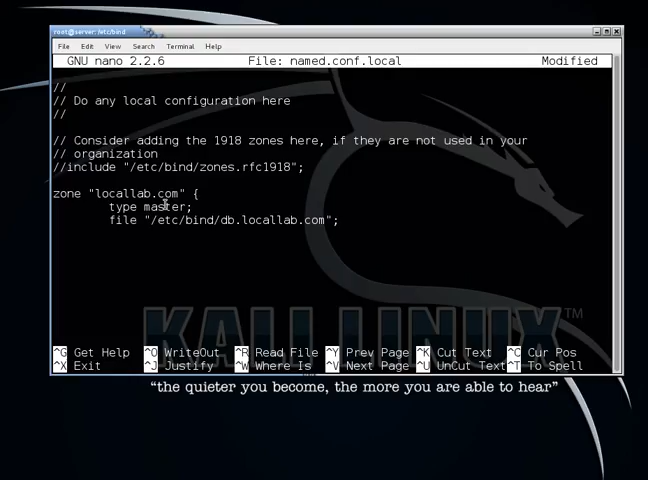 root@server: /etc/bind
File Edit View Search Terminal Help
GNU nano 2.2.6 File: named.conf.local Modified
//
// Do any local configuration here
//
// Consider adding the 1918 zones here, if they are not used in your
// organization
//include "/etc/bind/zones.rfc1918";
zone "locallab.com" {
type master;
file "/etc/bind/db.locallab.com";
KALI LINUX™
^G Get Help ^O WriteOut ^R Read File ^Y Prev Page ^K Cut Text ^C Cur Pos
^X Exit ^J Justify ^W Where Is ^V Next Page ^U UnCut Text ^T To Spell
"the quieter you become, the more you are able to hear"